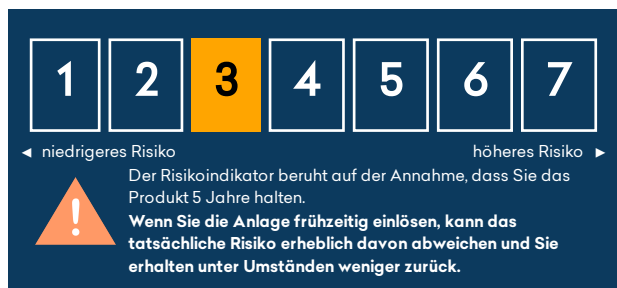 1 2 3 4 5 6 7
◄ niedrigeres Risiko höheres Risiko ►
Der Risikoindikator beruht auf der Annahme, dass Sie das
Produkt 5 Jahre halten.
Wenn Sie die Anlage frühzeitig einlösen, kann das
tatsächliche Risiko erheblich davon abweichen und Sie
erhalten unter Umständen weniger zurück.